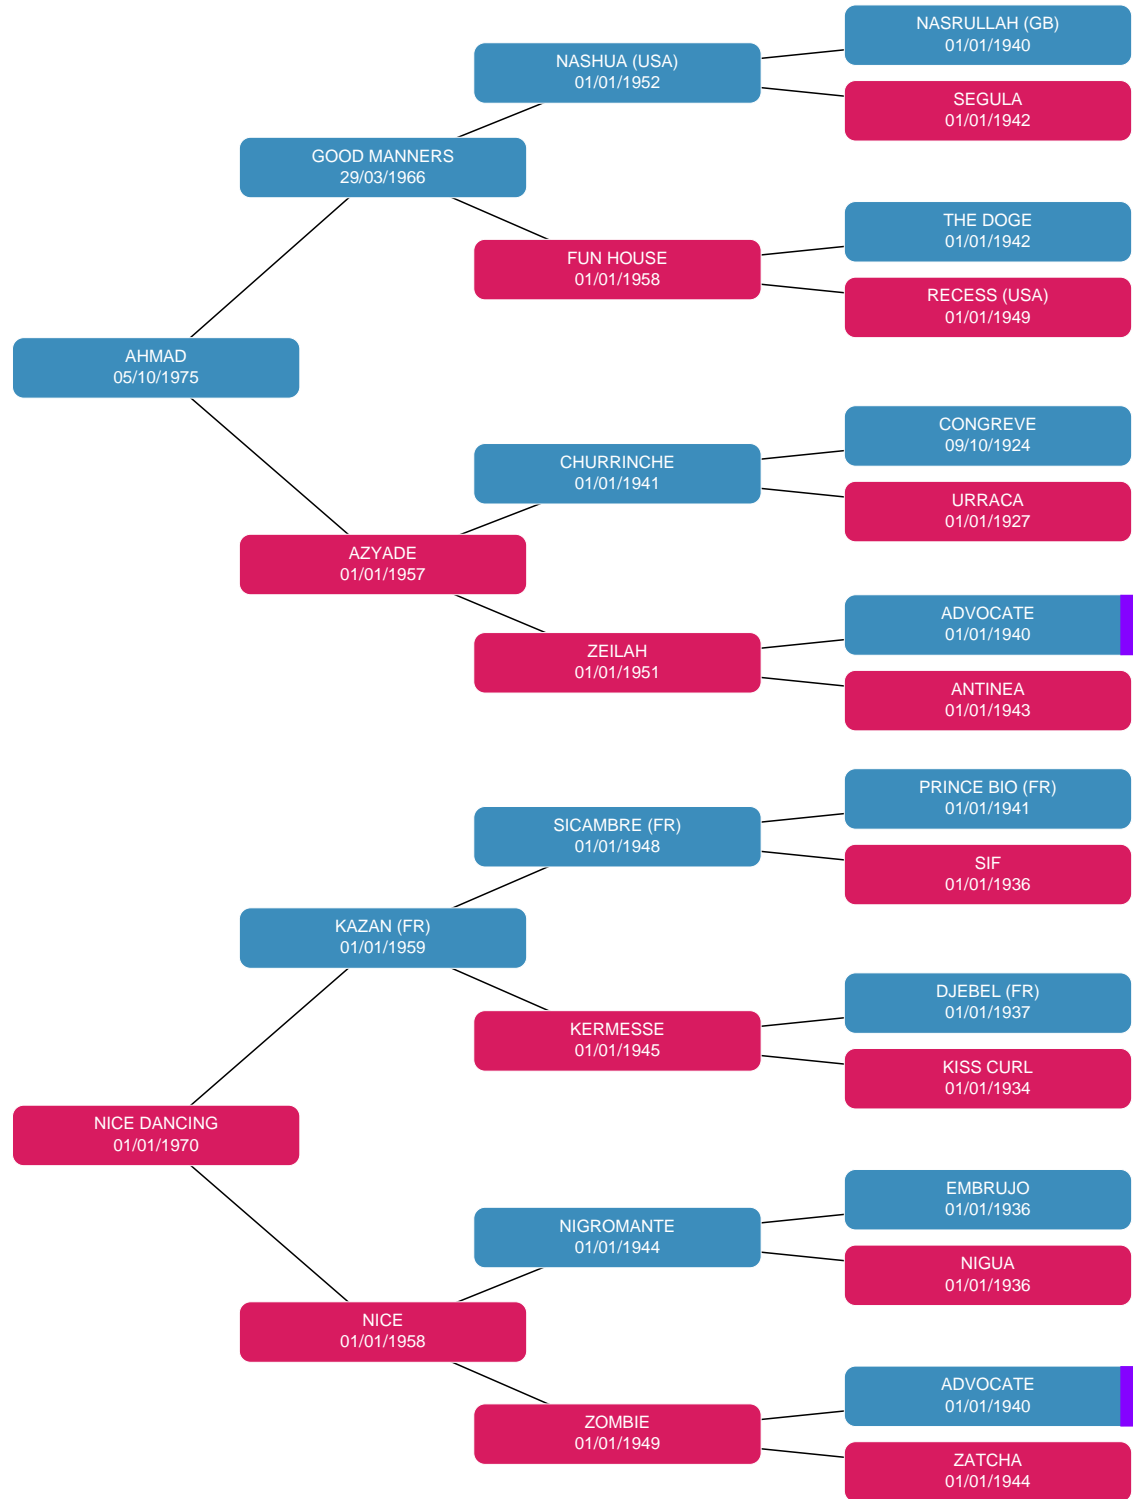 NASRULLAH (GB)
01/01/1940
NASHUA (USA)
01/01/1952
SEGULA
01/01/1942
GOOD MANNERS
29/03/1966
THE DOGE
01/01/1942
FUN HOUSE
01/01/1958
RECESS (USA)
01/01/1949
AHMAD
05/10/1975
CONGREVE
09/10/1924
CHURRINCHE
01/01/1941
URRACA
01/01/1927
AZYADE
01/01/1957
ADVOCATE
01/01/1940
ZEILAH
01/01/1951
ANTINEA
01/01/1943
PRINCE BIO (FR)
01/01/1941
SICAMBRE (FR)
01/01/1948
SIF
01/01/1936
KAZAN (FR)
01/01/1959
DJEBEL (FR)
01/01/1937
KERMESSE
01/01/1945
KISS CURL
01/01/1934
NICE DANCING
01/01/1970
EMBRUJO
01/01/1936
NIGROMANTE
01/01/1944
NIGUA
01/01/1936
NICE
01/01/1958
ADVOCATE
01/01/1940
ZOMBIE
01/01/1949
ZATCHA
01/01/1944